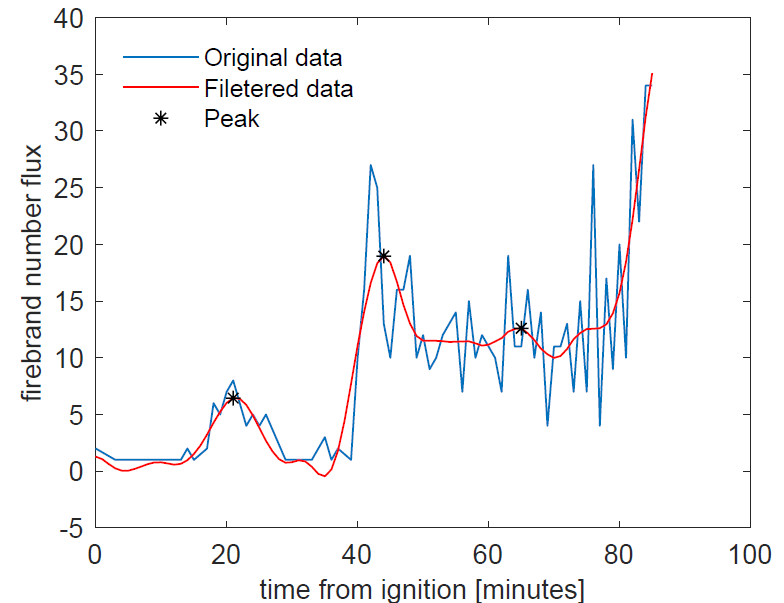 40
35
30
25
20
15
10
5
0
-5
firebrand number flux
Original data
Filetered data
Peak
0 20 40 60 80 100
time from ignition [minutes]